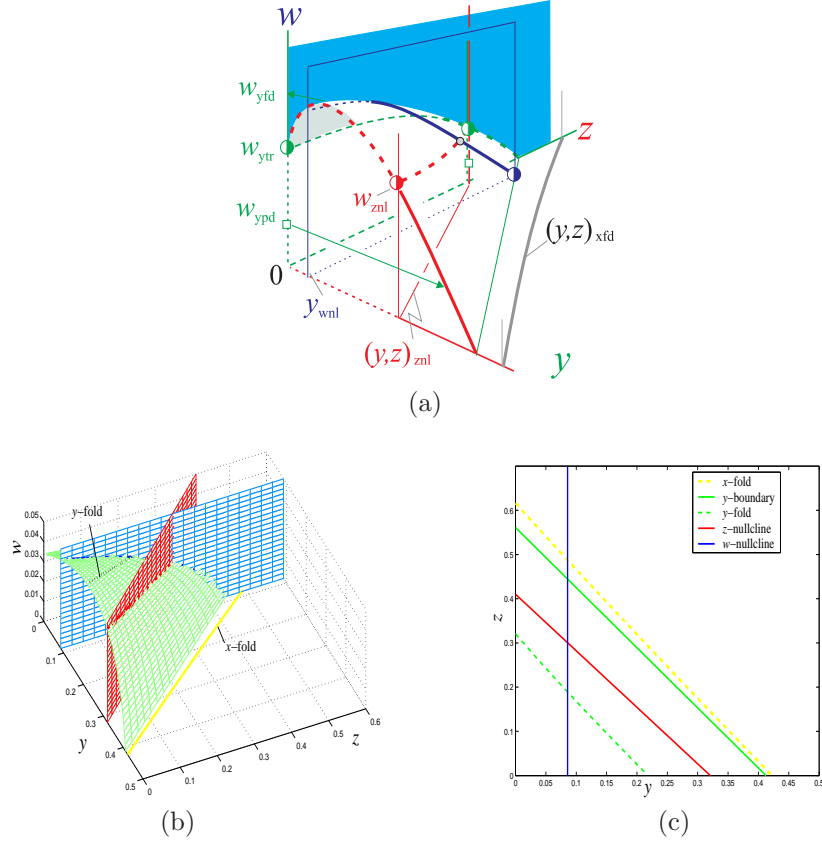 w
w_yfd
z
w_ytr
w_znl
w_ypd
(y,z)_xfd
0
y_wnl
(y,z)_znl
y
(a)
y−fold
0.05
0.04
0.03
0.02
0.01
0
w
0
0.1
0.2
0.3
0.4
0.5
y
x−fold
0
0.1
0.2
0.3
0.4
0.5
0.6
z
(b)
x−fold
y−boundary
y−fold
z−nullcline
w−nullcline
0.6
0.5
0.4
0.3
0.2
0.1
0
z
0
0.05
0.1
0.15
0.2
0.25
0.3
0.35
0.4
0.45
0.5
y
(c)